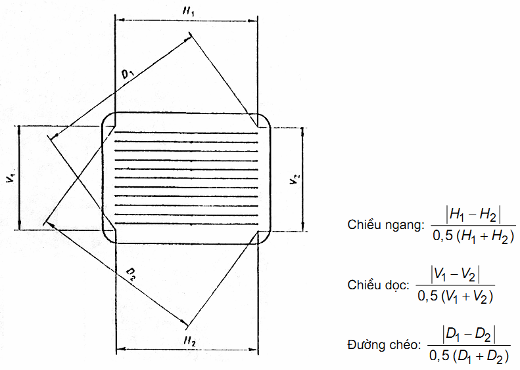 H₁
D₁
V₁
V₂
D₂
H₂
Chiều ngang: |H₁ − H₂| / 0,5 (H₁ + H₂)
Chiều dọc: |V₁ − V₂| / 0,5 (V₁ + V₂)
Đường chéo: |D₁ − D₂| / 0,5 (D₁ + D₂)